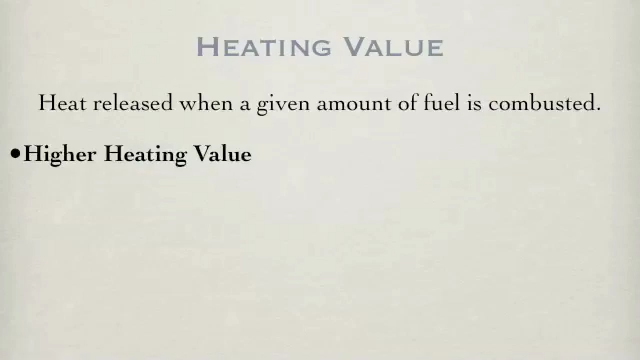 HEATING VALUE
Heat released when a given amount of fuel is combusted.
•Higher Heating Value